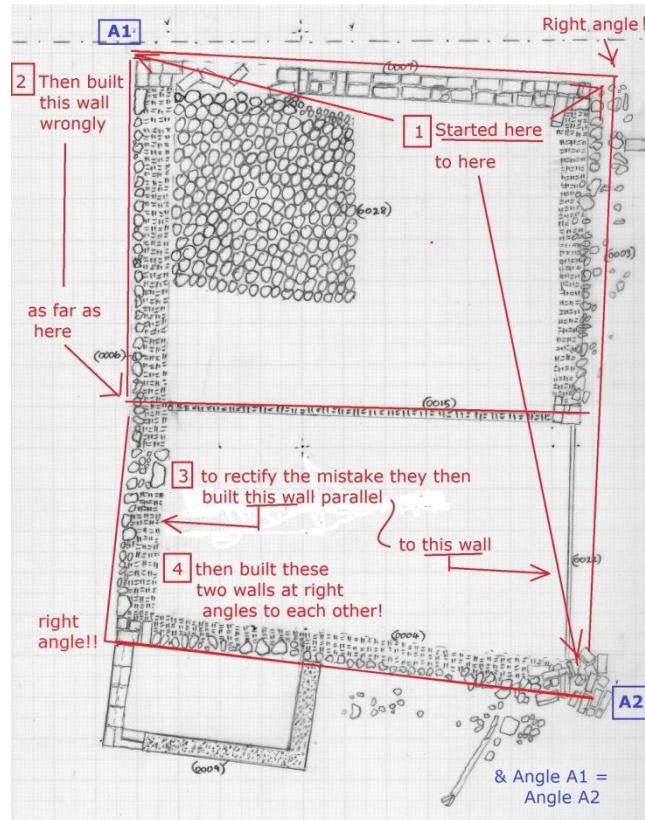 A1
Right angle!
(0007)
2 Then built
this wall
wrongly
1 Started here
to here
(0028)
(0003)
as far as
here
(0006)
(0015)
3 to rectify the mistake they then
built this wall parallel
to this wall
(0022)
4 then built these
two walls at right
angles to each other!
right
angle!!
(0004)
A2
(0009)
& Angle A1 =
Angle A2